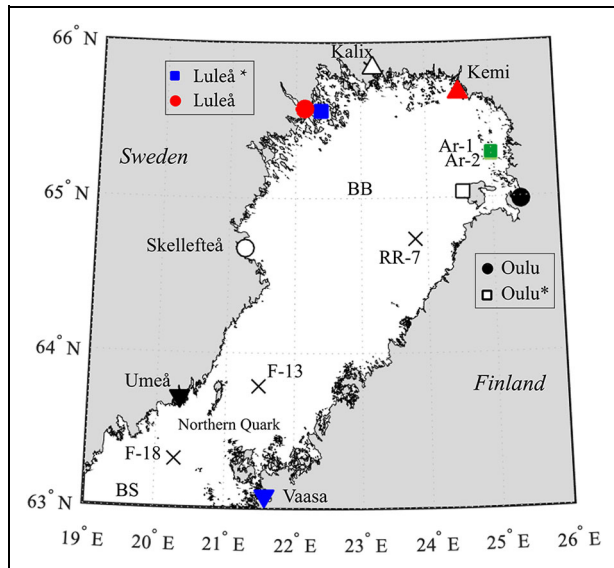 66° N
Kalix
Luleå *
Luleå
Kemi
Sweden
Ar-1
Ar-2
65° N
BB
Skellefteå
RR-7
Oulu
Oulu*
64° N
Umeå
F-13
Finland
Northern Quark
F-18
BS
Vaasa
63° N
19° E 20° E 21° E 22° E 23° E 24° E 25° E 26° E